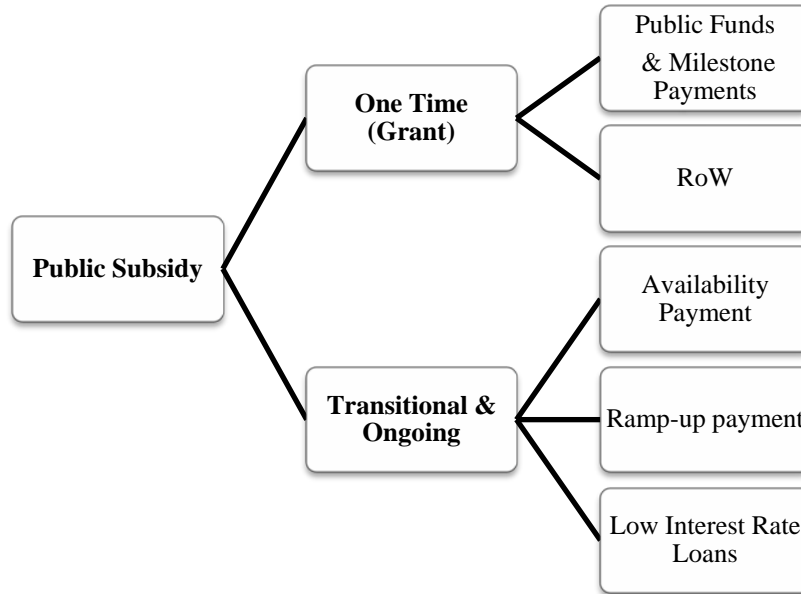 Public Subsidy
One Time
(Grant)
Public Funds
& Milestone
Payments
RoW
Transitional &
Ongoing
Availability
Payment
Ramp-up payment
Low Interest Rate
Loans